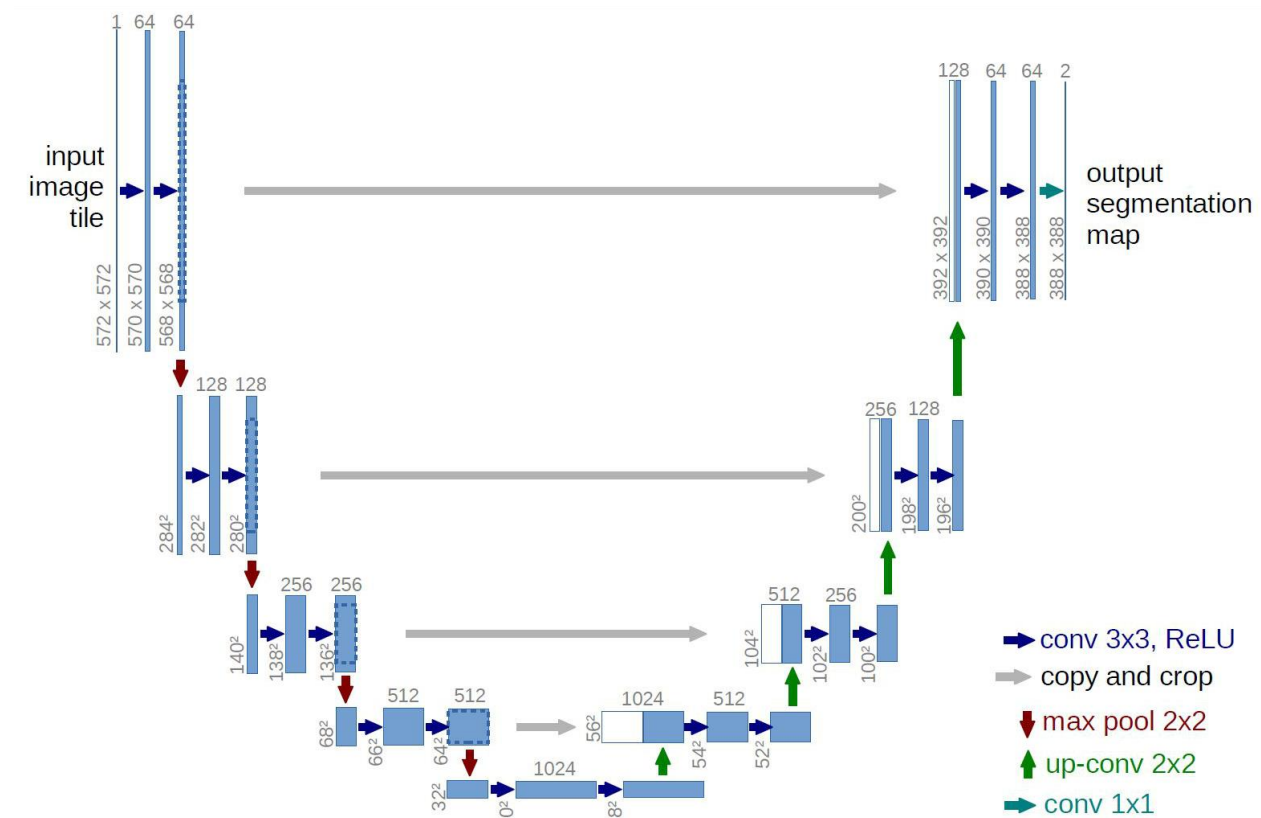 1 64 64
128 64 64 2
input
image
tile
output
segmentation
map
572 x 572
570 x 570
568 x 568
392 x 392
390 x 390
388 x 388
388 x 388
128 128
256 128
284²
282²
280²
200²
198²
196²
256 256
512 256
140²
138²
136²
104²
102²
100²
512 512
1024 512
68²
66²
64²
56²
54²
52²
1024
32²
0²
8²
conv 3x3, ReLU
copy and crop
max pool 2x2
up-conv 2x2
conv 1x1